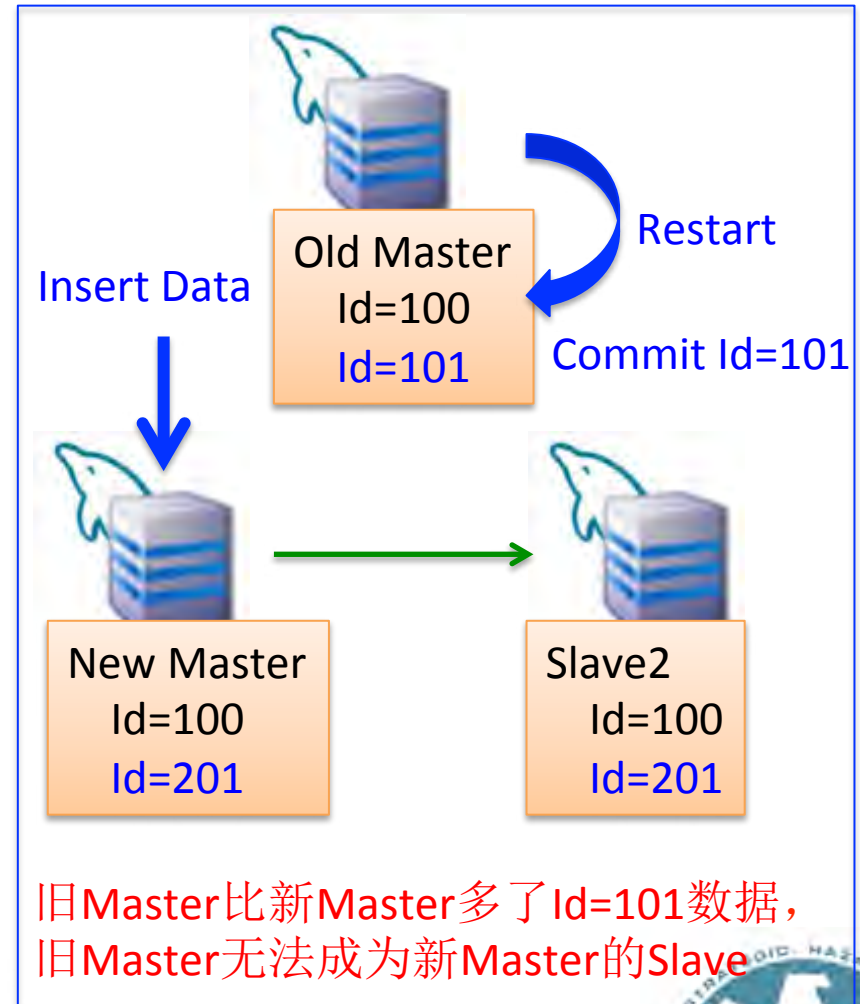 Old Master
Id=100
Id=101
Restart
Insert Data
Commit Id=101
New Master
Id=100
Id=201
Slave2
Id=100
Id=201
旧Master比新Master多了Id=101数据，
旧Master无法成为新Master的Slave